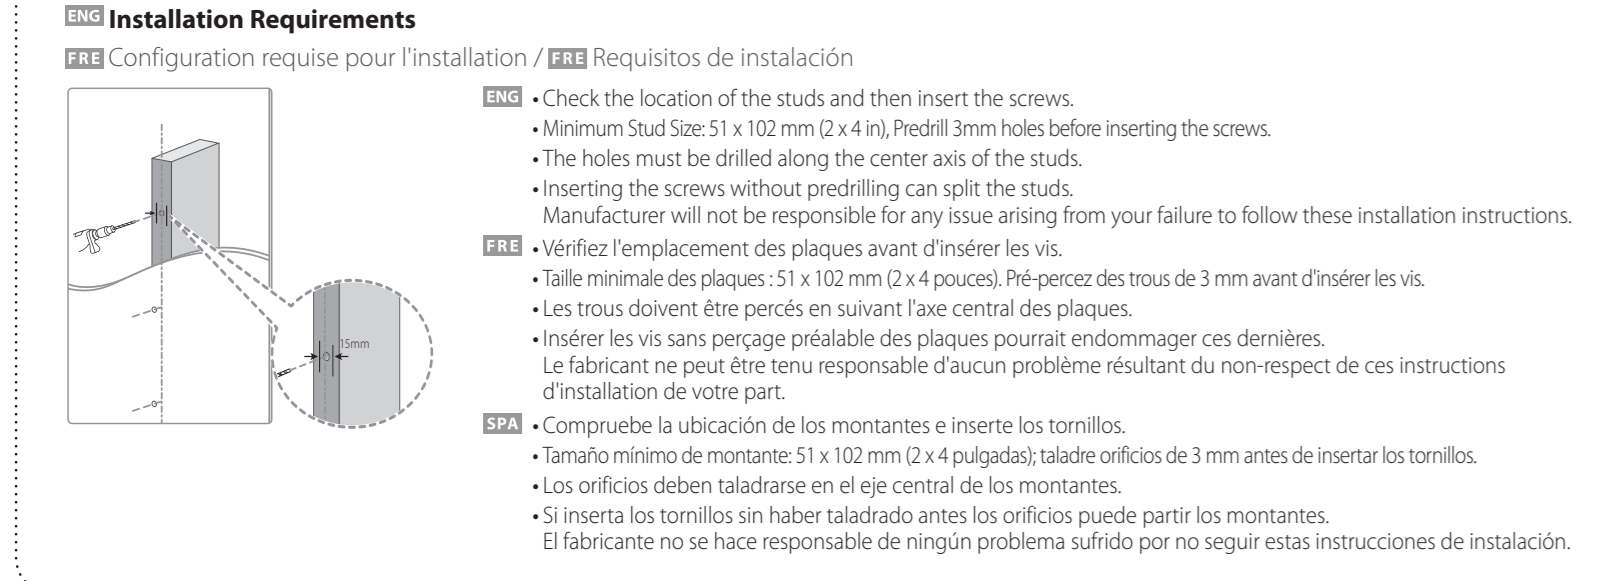 ENG Installation Requirements
FRE Configuration requise pour l'installation / FRE Requisitos de instalación
ENG • Check the location of the studs and then insert the screws.
• Minimum Stud Size: 51 x 102 mm (2 x 4 in), Predrill 3mm holes before inserting the screws.
• The holes must be drilled along the center axis of the studs.
• Inserting the screws without predrilling can split the studs.
Manufacturer will not be responsible for any issue arising from your failure to follow these installation instructions.
FRE • Vérifiez l'emplacement des plaques avant d'insérer les vis.
• Taille minimale des plaques : 51 x 102 mm (2 x 4 pouces). Pré-percez des trous de 3 mm avant d'insérer les vis.
• Les trous doivent être percés en suivant l'axe central des plaques.
• Insérer les vis sans perçage préalable des plaques pourrait endommager ces dernières.
Le fabricant ne peut être tenu responsable d'aucun problème résultant du non-respect de ces instructions
d'installation de votre part.
SPA • Compruebe la ubicación de los montantes e inserte los tornillos.
• Tamaño mínimo de montante: 51 x 102 mm (2 x 4 pulgadas); taladre orificios de 3 mm antes de insertar los tornillos.
• Los orificios deben taladrarse en el eje central de los montantes.
• Si inserta los tornillos sin haber taladrado antes los orificios puede partir los montantes.
El fabricante no se hace responsable de ningún problema sufrido por no seguir estas instrucciones de instalación.
15mm